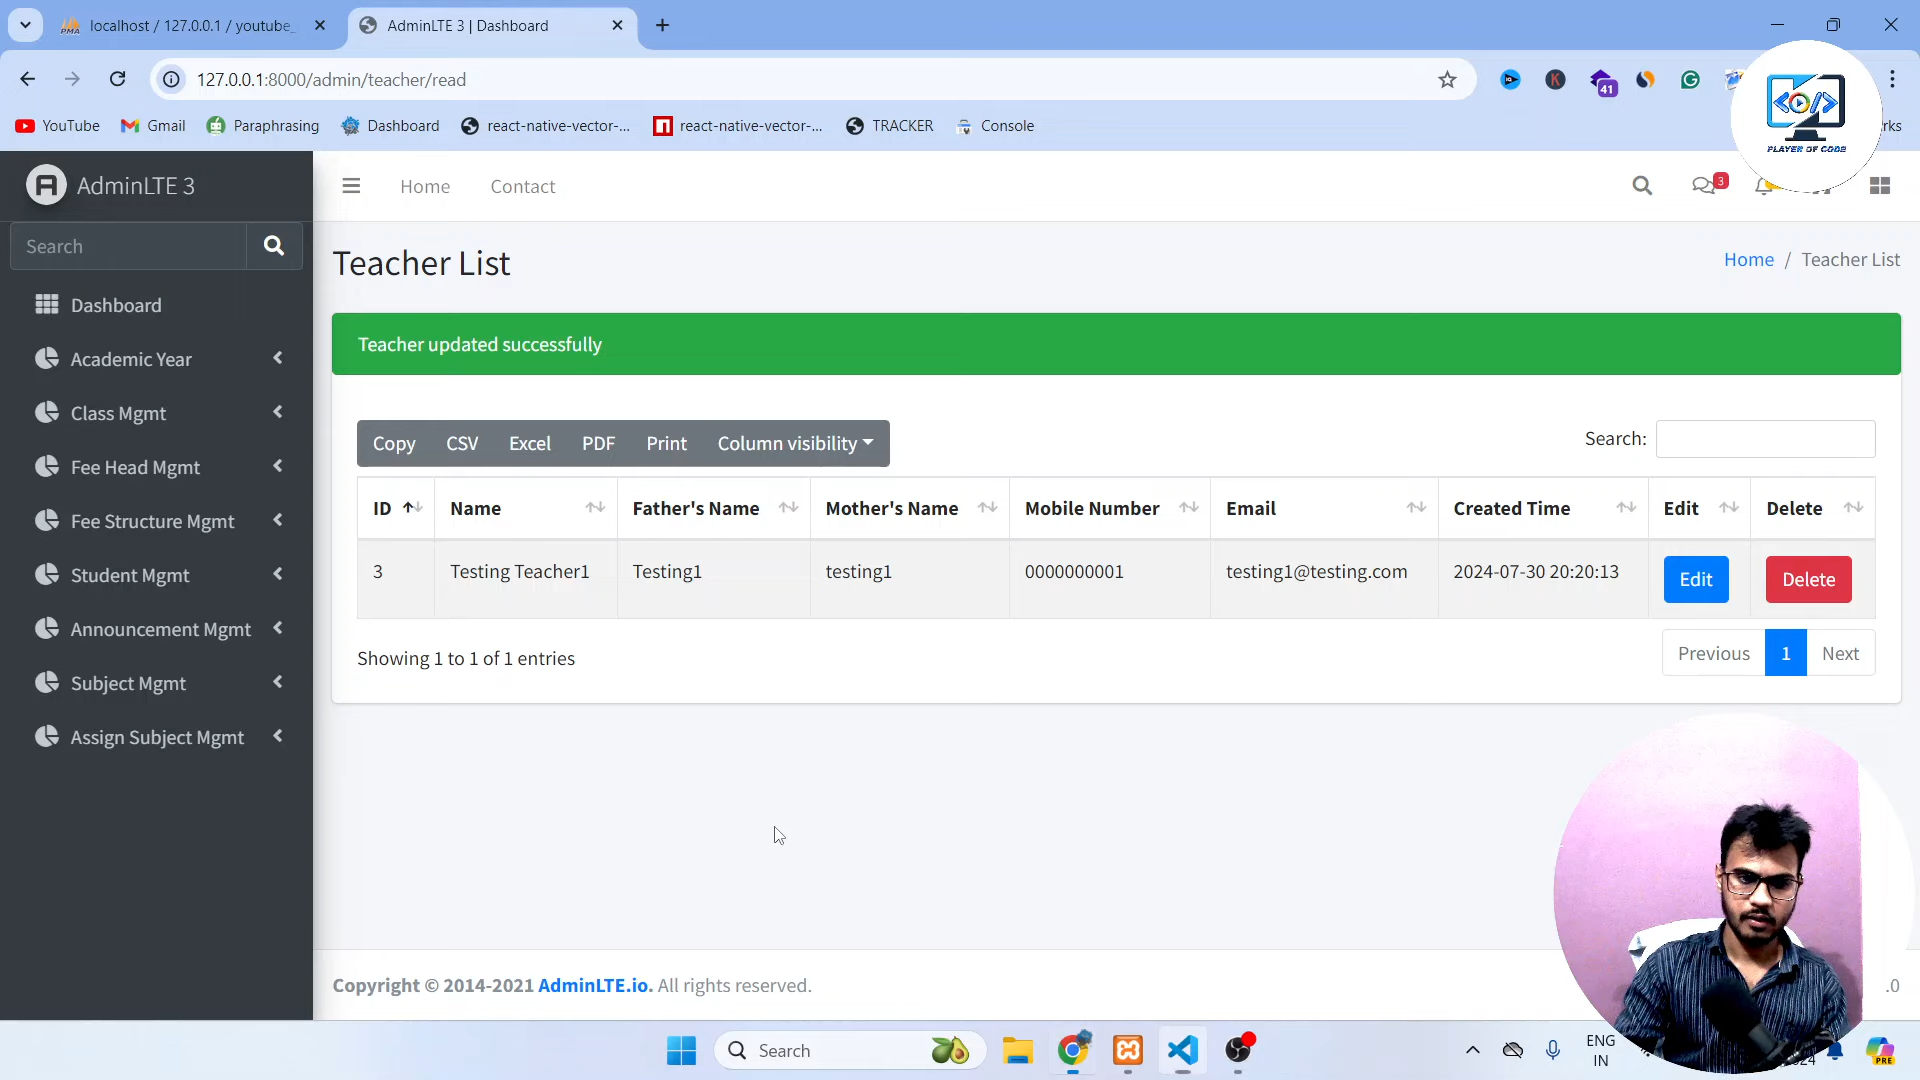 localhost / 127.0.0.1 / youtube_
AdminLTE 3 | Dashboard
127.0.0.1:8000/admin/teacher/read
41
YouTube
Gmail
Paraphrasing
Dashboard
react-native-vector-...
react-native-vector-...
TRACKER
Console
PLAYER OF CODE
AdminLTE 3
Home
Contact
3
Search
Teacher List
Home / Teacher List
Dashboard
Academic Year
Class Mgmt
Fee Head Mgmt
Fee Structure Mgmt
Student Mgmt
Announcement Mgmt
Subject Mgmt
Assign Subject Mgmt
Teacher updated successfully
Copy CSV Excel PDF Print Column visibility
Search:
ID Name Father's Name Mother's Name Mobile Number Email Created Time Edit Delete
3 Testing Teacher1 Testing1 testing1 0000000001 testing1@testing.com 2024-07-30 20:20:13 Edit Delete
Showing 1 to 1 of 1 entries
Previous 1 Next
Copyright © 2014-2021 AdminLTE.io. All rights reserved.
.0
Search
ENG
IN
PRE